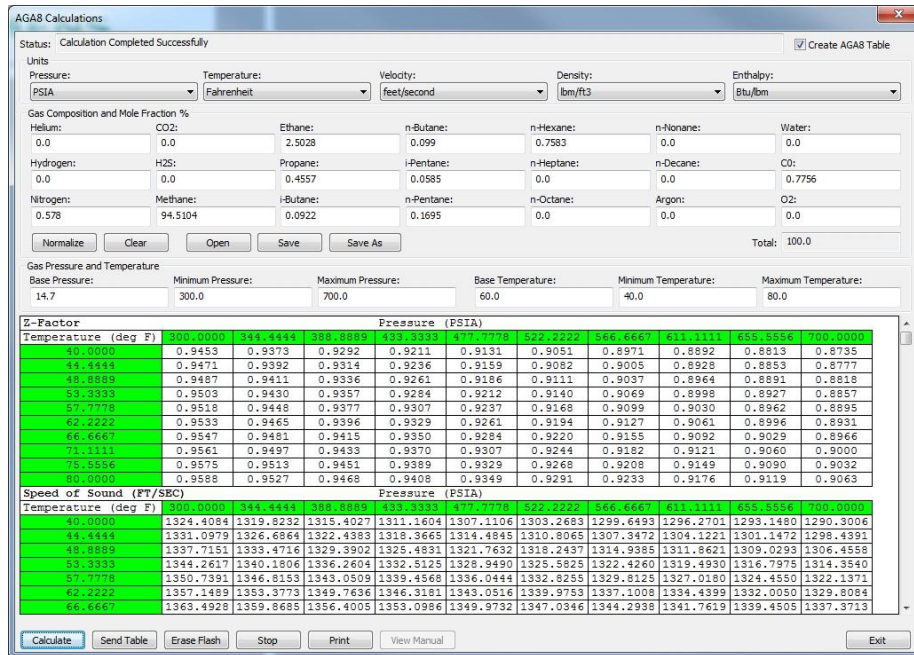 AGA8 Calculations
Status: Calculation Completed Successfully
Create AGA8 Table
Units
Pressure: Temperature: Velocity: Density: Enthalpy:
PSIA Fahrenheit feet/second lbm/ft3 Btu/lbm
Gas Composition and Mole Fraction %
Helium: CO2: Ethane: n-Butane: n-Hexane: n-Nonane: Water:
0.0 0.0 2.5028 0.099 0.7583 0.0 0.0
Hydrogen: H2S: Propane: i-Pentane: n-Heptane: n-Decane: C0:
0.0 0.0 0.4557 0.0585 0.0 0.0 0.7756
Nitrogen: Methane: i-Butane: n-Pentane: n-Octane: Argon: O2:
0.578 94.5104 0.0922 0.1695 0.0 0.0 0.0
Normalize Clear Open Save Save As Total: 100.0
Gas Pressure and Temperature
Base Pressure: Minimum Pressure: Maximum Pressure: Base Temperature: Minimum Temperature: Maximum Temperature:
14.7 300.0 700.0 60.0 40.0 80.0
Z-Factor Pressure (PSIA)
Temperature (deg F) 300.0000 344.4444 388.8889 433.3333 477.7778 522.2222 566.6667 611.1111 655.5556 700.0000
40.0000 0.9453 0.9373 0.9292 0.9211 0.9131 0.9051 0.8971 0.8892 0.8813 0.8735
44.4444 0.9471 0.9392 0.9314 0.9236 0.9159 0.9082 0.9005 0.8928 0.8853 0.8777
48.8889 0.9487 0.9411 0.9336 0.9261 0.9186 0.9111 0.9037 0.8964 0.8891 0.8818
53.3333 0.9503 0.9430 0.9357 0.9284 0.9212 0.9140 0.9069 0.8998 0.8927 0.8857
57.7778 0.9518 0.9448 0.9377 0.9307 0.9237 0.9168 0.9099 0.9030 0.8962 0.8895
62.2222 0.9533 0.9465 0.9396 0.9329 0.9261 0.9194 0.9127 0.9061 0.8996 0.8931
66.6667 0.9547 0.9481 0.9415 0.9350 0.9284 0.9220 0.9155 0.9092 0.9029 0.8966
71.1111 0.9561 0.9497 0.9433 0.9370 0.9307 0.9244 0.9182 0.9121 0.9060 0.9000
75.5556 0.9575 0.9513 0.9451 0.9389 0.9329 0.9268 0.9208 0.9149 0.9090 0.9032
80.0000 0.9588 0.9527 0.9468 0.9408 0.9349 0.9291 0.9233 0.9176 0.9119 0.9063
Speed of Sound (FT/SEC) Pressure (PSIA)
Temperature (deg F) 300.0000 344.4444 388.8889 433.3333 477.7778 522.2222 566.6667 611.1111 655.5556 700.0000
40.0000 1324.4084 1319.8232 1315.4027 1311.1604 1307.1106 1303.2683 1299.6493 1296.2701 1293.1480 1290.3006
44.4444 1331.0979 1326.6864 1322.4383 1318.3665 1314.4845 1310.8065 1307.3472 1304.1221 1301.1472 1298.4391
48.8889 1337.7151 1333.4716 1329.3902 1325.4831 1321.7632 1318.2437 1314.9385 1311.8621 1309.0293 1306.4558
53.3333 1344.2617 1340.1806 1336.2604 1332.5125 1328.9490 1325.5825 1322.4260 1319.4930 1316.7975 1314.3540
57.7778 1350.7391 1346.8153 1343.0509 1339.4568 1336.0444 1332.8255 1329.8125 1327.0180 1324.4550 1322.1371
62.2222 1357.1489 1353.3773 1349.7636 1346.3181 1343.0516 1339.9753 1337.1008 1334.4399 1332.0050 1329.8084
66.6667 1363.4928 1359.8685 1356.4005 1353.0986 1349.9732 1347.0346 1344.2938 1341.7619 1339.4505 1337.3713
Calculate Send Table Erase Flash Stop Print View Manual Exit